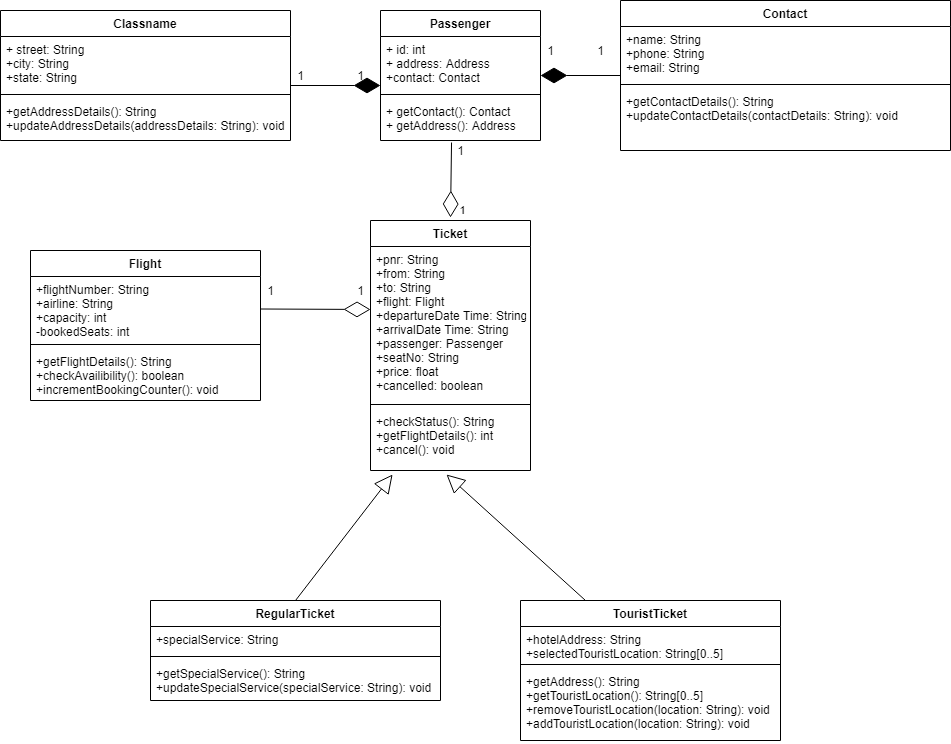 Classname
+ street: String
+city: String
+state: String
+getAddressDetails(): String
+updateAddressDetails(addressDetails: String): void
1
1
Passenger
+ id: int
+ address: Address
+contact: Contact
+ getContact(): Contact
+ getAddress(): Address
1
1
Contact
+name: String
+phone: String
+email: String
+getContactDetails(): String
+updateContactDetails(contactDetails: String): void
1
1
Flight
+flightNumber: String
+airline: String
+capacity: int
-bookedSeats: int
+getFlightDetails(): String
+checkAvailibility(): boolean
+incrementBookingCounter(): void
1
1
Ticket
+pnr: String
+from: String
+to: String
+flight: Flight
+departureDate Time: String
+arrivalDate Time: String
+passenger: Passenger
+seatNo: String
+price: float
+cancelled: boolean
+checkStatus(): String
+getFlightDetails(): int
+cancel(): void
RegularTicket
+specialService: String
+getSpecialService(): String
+updateSpecialService(specialService: String): void
TouristTicket
+hotelAddress: String
+selectedTouristLocation: String[0..5]
+getAddress(): String
+getTouristLocation(): String[0..5]
+removeTouristLocation(location: String): void
+addTouristLocation(location: String): void